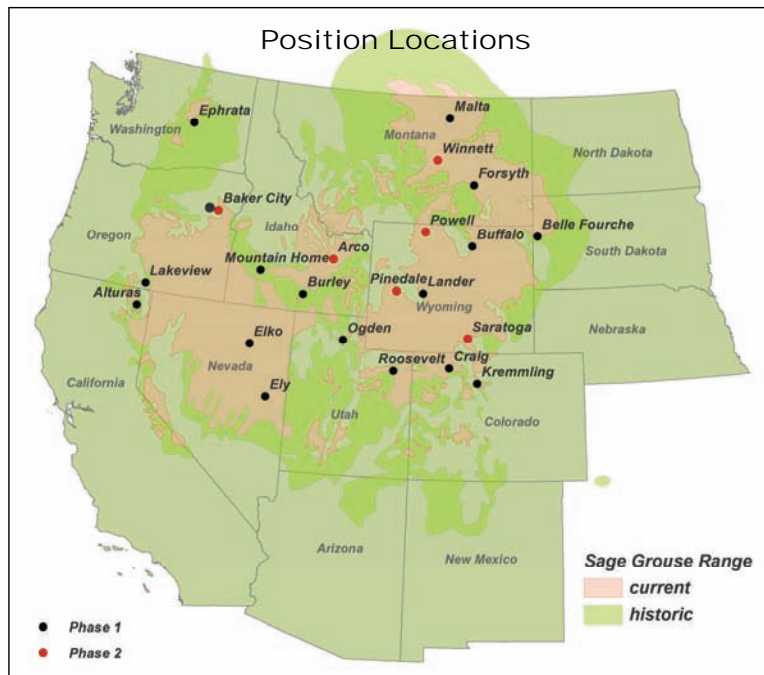 Position Locations
Malta
Ephrata
Washington
Montana
Winnett
North Dakota
Forsyth
Baker City
Idaho
Powell
Oregon
Arco
Buffalo
Belle Fourche
South Dakota
Mountain Home
Lakeview
Pinedale
Lander
Alturas
Burley
Wyoming
Elko
Ogden
Saratoga
Nebraska
Nevada
Roosevelt
Craig
Kremmling
California
Ely
Utah
Colorado
Arizona
New Mexico
Sage Grouse Range
current
historic
Phase 1
Phase 2